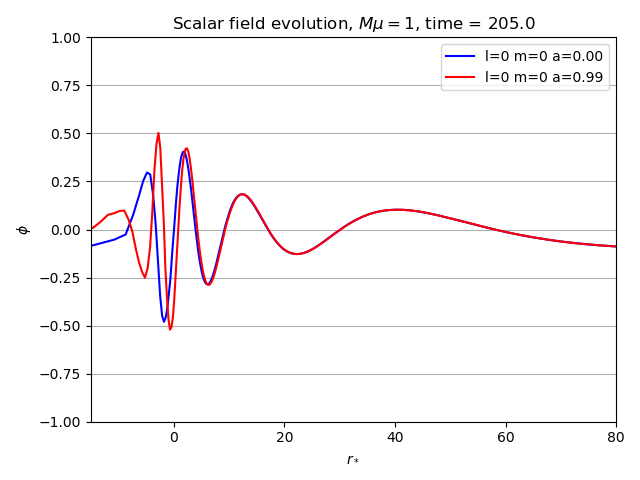 Scalar field evolution, Mμ = 1, time = 205.0
l=0 m=0 a=0.00
l=0 m=0 a=0.99
1.00
0.75
0.50
0.25
0.00
−0.25
−0.50
−0.75
−1.00
ϕ
0 20 40 60 80
r*